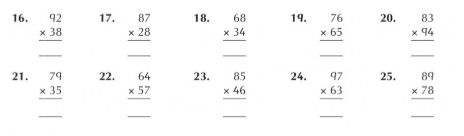 16. 92 17. 87 18. 68 19. 76 20. 83
× 38 × 28 × 34 × 65 × 94
21. 79 22. 64 23. 85 24. 97 25. 89
× 35 × 57 × 46 × 63 × 78